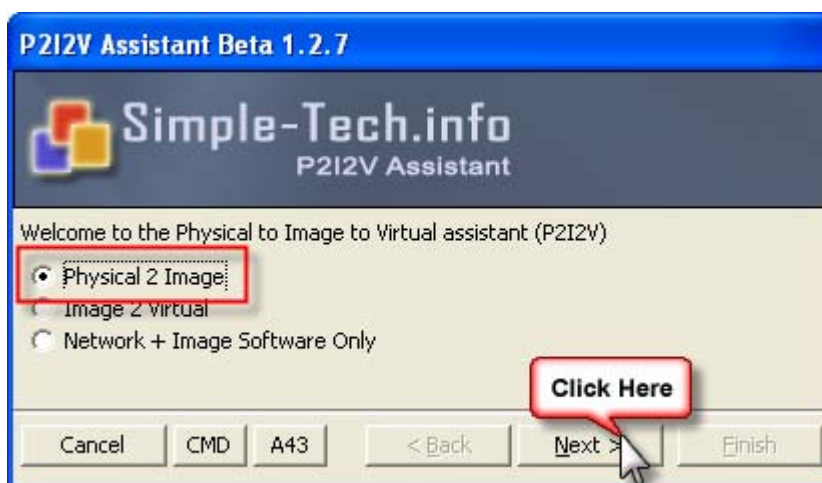 P2I2V Assistant Beta 1.2.7
Simple-Tech.info
P2I2V Assistant
Welcome to the Physical to Image to Virtual assistant (P2I2V)
Physical 2 Image
Image 2 Virtual
Network + Image Software Only
Click Here
Cancel CMD A43 < Back Next > Finish